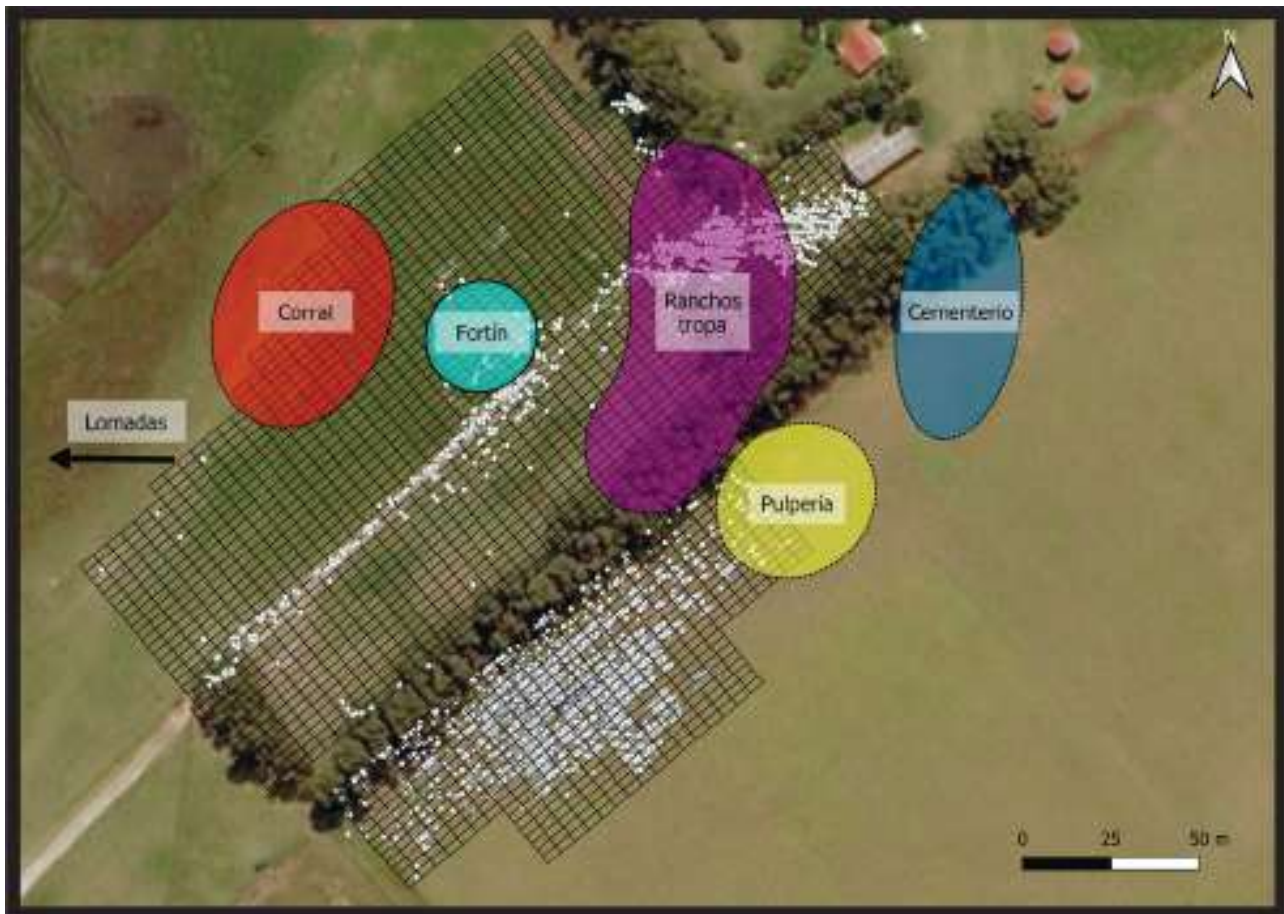 N
Corral
Fortín
Ranchos
tropa
Cementerio
Lomadas
Pulpería
0 25 50 m